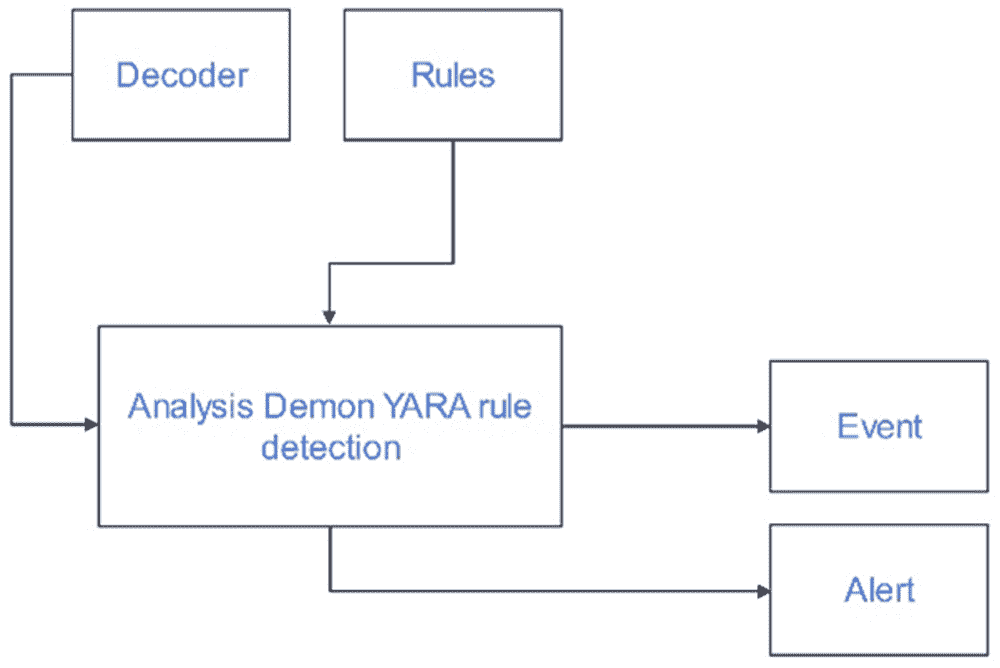 Decoder
Rules
Analysis Demon YARA rule
detection
Event
Alert